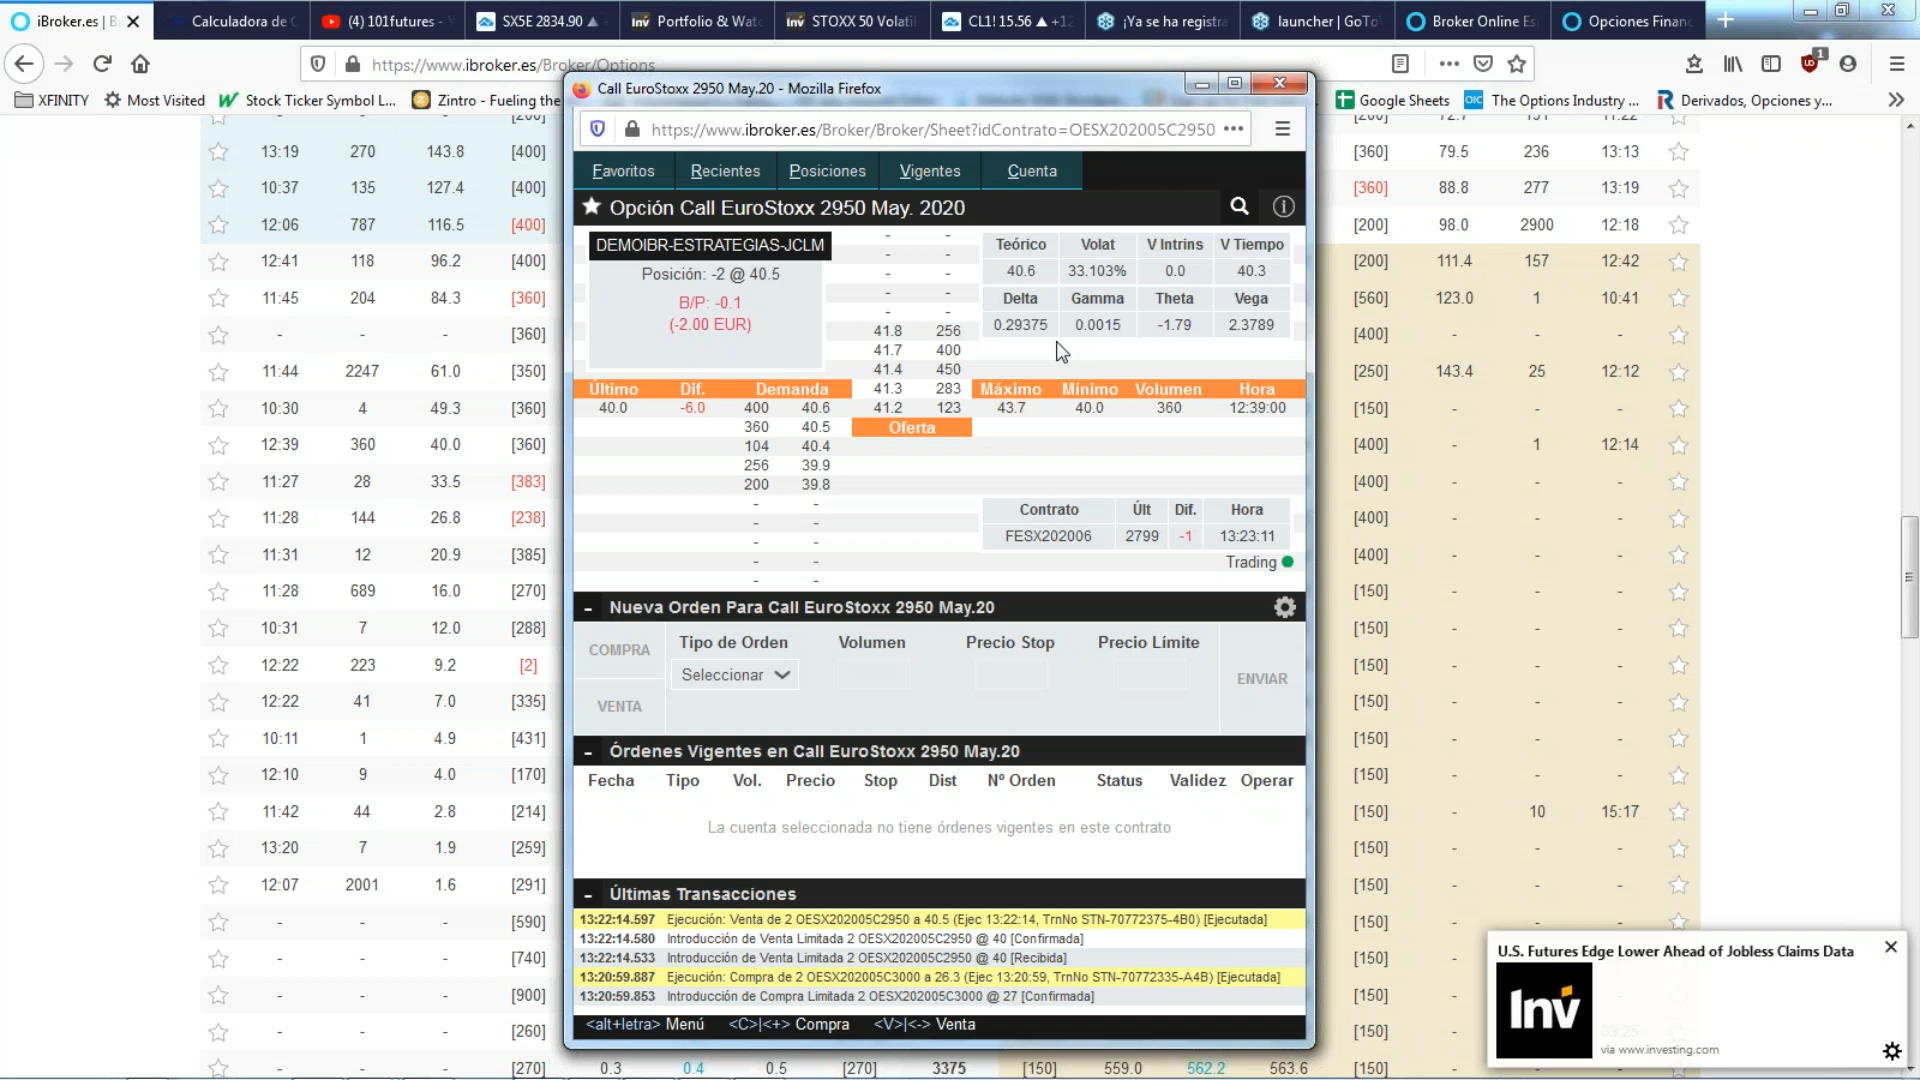 iBroker.es | B
Calculadora de C
(4) 101futures -
SX5E 2834.90 ▲
Portfolio & Watc
STOXX 50 Volatil
CL1! 15.56 ▲ +12
¡Ya se ha registra
launcher | GoTo
Broker Online Es
Opciones Financ
https://www.ibroker.es/Broker/Options
XFINITY
Most Visited
Stock Ticker Symbol L...
Zintro - Fueling the
Google Sheets
The Options Industry ...
Derivados, Opciones y...
Call EuroStoxx 2950 May.20 - Mozilla Firefox
https://www.ibroker.es/Broker/Broker/Sheet?idContrato=OESX202005C2950
Favoritos Recientes Posiciones Vigentes Cuenta
Opción Call EuroStoxx 2950 May. 2020
DEMOIBR-ESTRATEGIAS-JCLM
Posición: -2 @ 40.5
B/P: -0.1
(-2.00 EUR)
Teórico Volat V Intrins V Tiempo
40.6 33.103% 0.0 40.3
Delta Gamma Theta Vega
0.29375 0.0015 -1.79 2.3789
41.8 256
41.7 400
41.4 450
41.3 283
Último Dif. Demanda Máximo Mínimo Volumen Hora
40.0 -6.0 400 40.6 41.2 123 43.7 40.0 360 12:39:00
360 40.5 Oferta
104 40.4
256 39.9
200 39.8
Contrato Últ Dif. Hora
FESX202006 2799 -1 13:23:11
Trading
- Nueva Orden Para Call EuroStoxx 2950 May.20
COMPRA
VENTA
Tipo de Orden Volumen Precio Stop Precio Límite
Seleccionar
ENVIAR
- Órdenes Vigentes en Call EuroStoxx 2950 May.20
Fecha Tipo Vol. Precio Stop Dist Nº Orden Status Validez Operar
La cuenta seleccionada no tiene órdenes vigentes en este contrato
- Últimas Transacciones
13:22:14.597 Ejecución: Venta de 2 OESX202005C2950 a 40.5 (Ejec 13:22:14, TrnNo STN-70772375-4B0) [Ejecutada]
13:22:14.580 Introducción de Venta Limitada 2 OESX202005C2950 @ 40 [Confirmada]
13:22:14.533 Introducción de Venta Limitada 2 OESX202005C2950 @ 40 [Recibida]
13:20:59.887 Ejecución: Compra de 2 OESX202005C3000 a 26.3 (Ejec 13:20:59, TrnNo STN-70772335-A4B) [Ejecutada]
13:20:59.853 Introducción de Compra Limitada 2 OESX202005C3000 @ 27 [Confirmada]
<alt+letra> Menú <C>|<+> Compra <V>|<-> Venta
13:19 270 143.8 [400]
10:37 135 127.4 [400]
12:06 787 116.5 [400]
12:41 118 96.2 [400]
11:45 204 84.3 [360]
- - - [360]
11:44 2247 61.0 [350]
10:30 4 49.3 [360]
12:39 360 40.0 [360]
11:27 28 33.5 [383]
11:28 144 26.8 [238]
11:31 12 20.9 [385]
11:28 689 16.0 [270]
10:31 7 12.0 [288]
12:22 223 9.2 [2]
12:22 41 7.0 [335]
10:11 1 4.9 [431]
12:10 9 4.0 [170]
11:42 44 2.8 [214]
13:20 7 1.9 [259]
12:07 2001 1.6 [291]
- - - [590]
- - - [740]
- - - [900]
- - - [260]
- - - [270] 0.3 0.4 0.5 [270] 3375 [150] 559.0 562.2 563.6 [150] - - -
[360] 79.5 236 13:13
[360] 88.8 277 13:19
[200] 98.0 2900 12:18
[200] 111.4 157 12:42
[560] 123.0 1 10:41
[400] - - -
[250] 143.4 25 12:12
[150] - - -
[400] - 1 12:14
[400] - - -
[400] - - -
[400] - - -
[150] - - -
[150] - - -
[150] - - -
[150] - - -
[150] - - -
[150] - - -
[150] - 10 15:17
[150] - - -
[150] - - -
[150] - - -
[150]
[150]
[150]
U.S. Futures Edge Lower Ahead of Jobless Claims Data
Inv
via www.investing.com